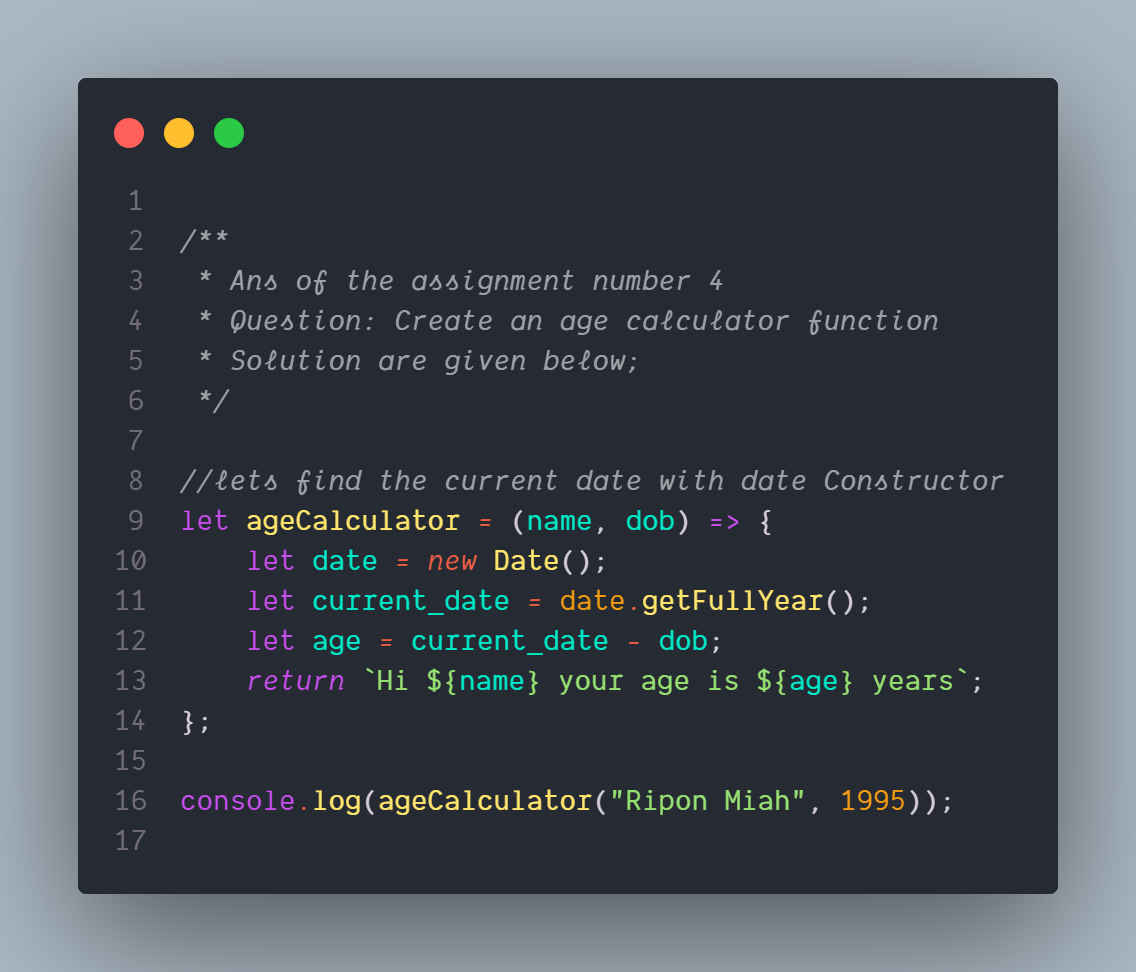 1
2 /**
3  * Ans of the assignment number 4
4  * Question: Create an age calculator function
5  * Solution are given below;
6  */
7
8 //lets find the current date with date Constructor
9 let ageCalculator = (name, dob) => {
10     let date = new Date();
11     let current_date = date.getFullYear();
12     let age = current_date - dob;
13     return `Hi ${name} your age is ${age} years`;
14 };
15
16 console.log(ageCalculator("Ripon Miah", 1995));
17